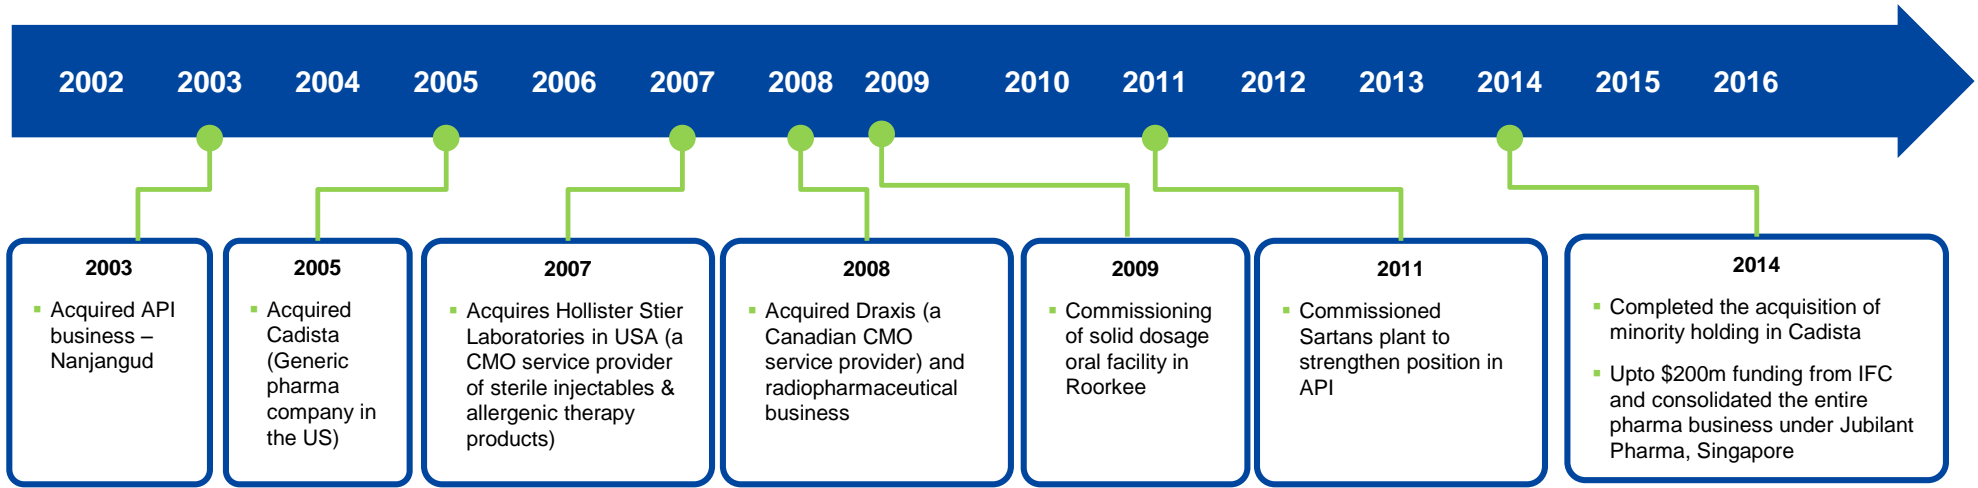 2002 2003 2004 2005 2006 2007 2008 2009 2010 2011 2012 2013 2014 2015 2016
2003
▪ Acquired API
business –
Nanjangud
2005
▪ Acquired
Cadista
(Generic
pharma
company in
the US)
2007
▪ Acquires Hollister Stier
Laboratories in USA (a
CMO service provider
of sterile injectables &
allergenic therapy
products)
2008
▪ Acquired Draxis (a
Canadian CMO
service provider) and
radiopharmaceutical
business
2009
▪ Commissioning
of solid dosage
oral facility in
Roorkee
2011
▪ Commissioned
Sartans plant to
strengthen position in
API
2014
▪ Completed the acquisition of
minority holding in Cadista
▪ Upto $200m funding from IFC
and consolidated the entire
pharma business under Jubilant
Pharma, Singapore